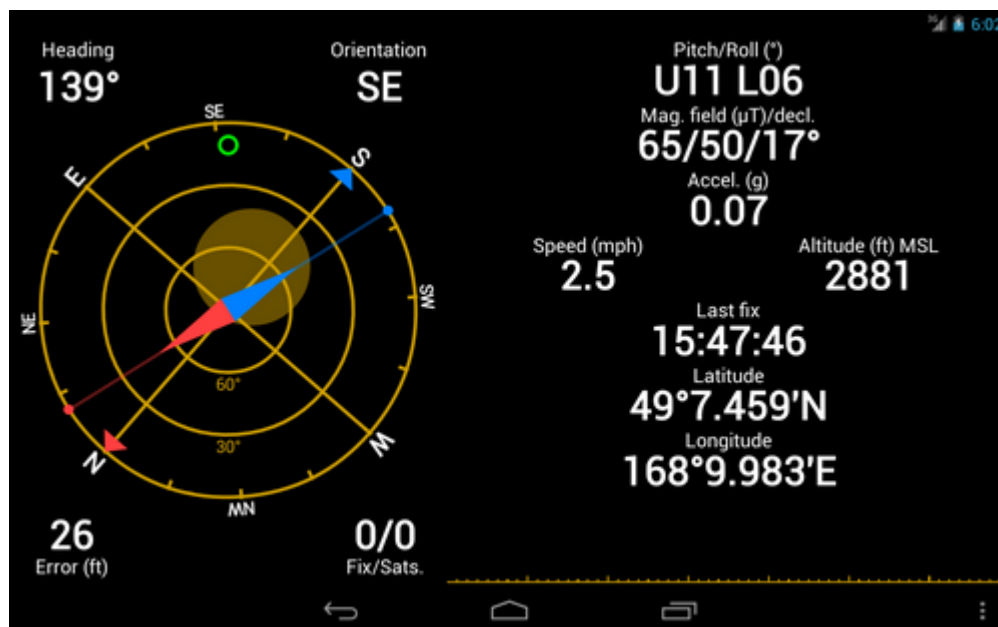 3G 6:02
Heading
139°
Orientation
SE
SE
S
E
SW
NE
60°
30°
N
W
NW
26
Error (ft)
0/0
Fix/Sats.
Pitch/Roll (°)
U11 L06
Mag. field (µT)/decl.
65/50/17°
Accel. (g)
0.07
Speed (mph)
2.5
Altitude (ft) MSL
2881
Last fix
15:47:46
Latitude
49°7.459'N
Longitude
168°9.983'E